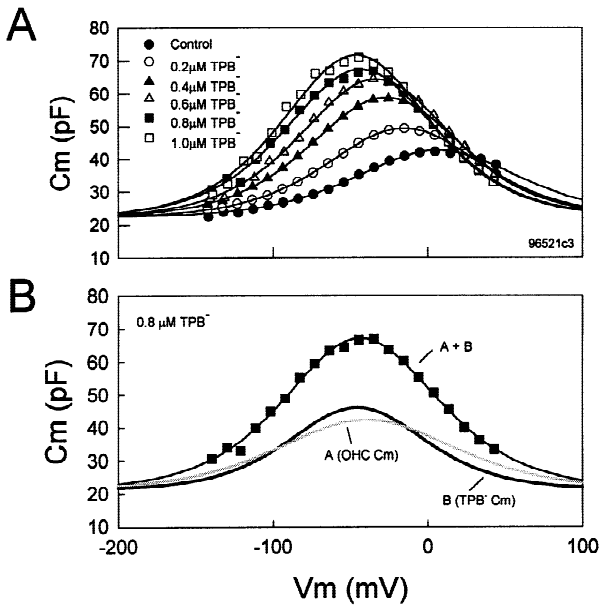 A
Cm (pF)
80
70
60
50
40
30
20
10
Control
0.2μM TPB⁻
0.4μM TPB⁻
0.6μM TPB⁻
0.8μM TPB⁻
1.0μM TPB⁻
96521c3
B
Cm (pF)
80
70
60
50
40
30
20
10
0.8 μM TPB⁻
A + B
A (OHC Cm)
B (TPB⁻ Cm)
-200
-100
0
100
Vm (mV)